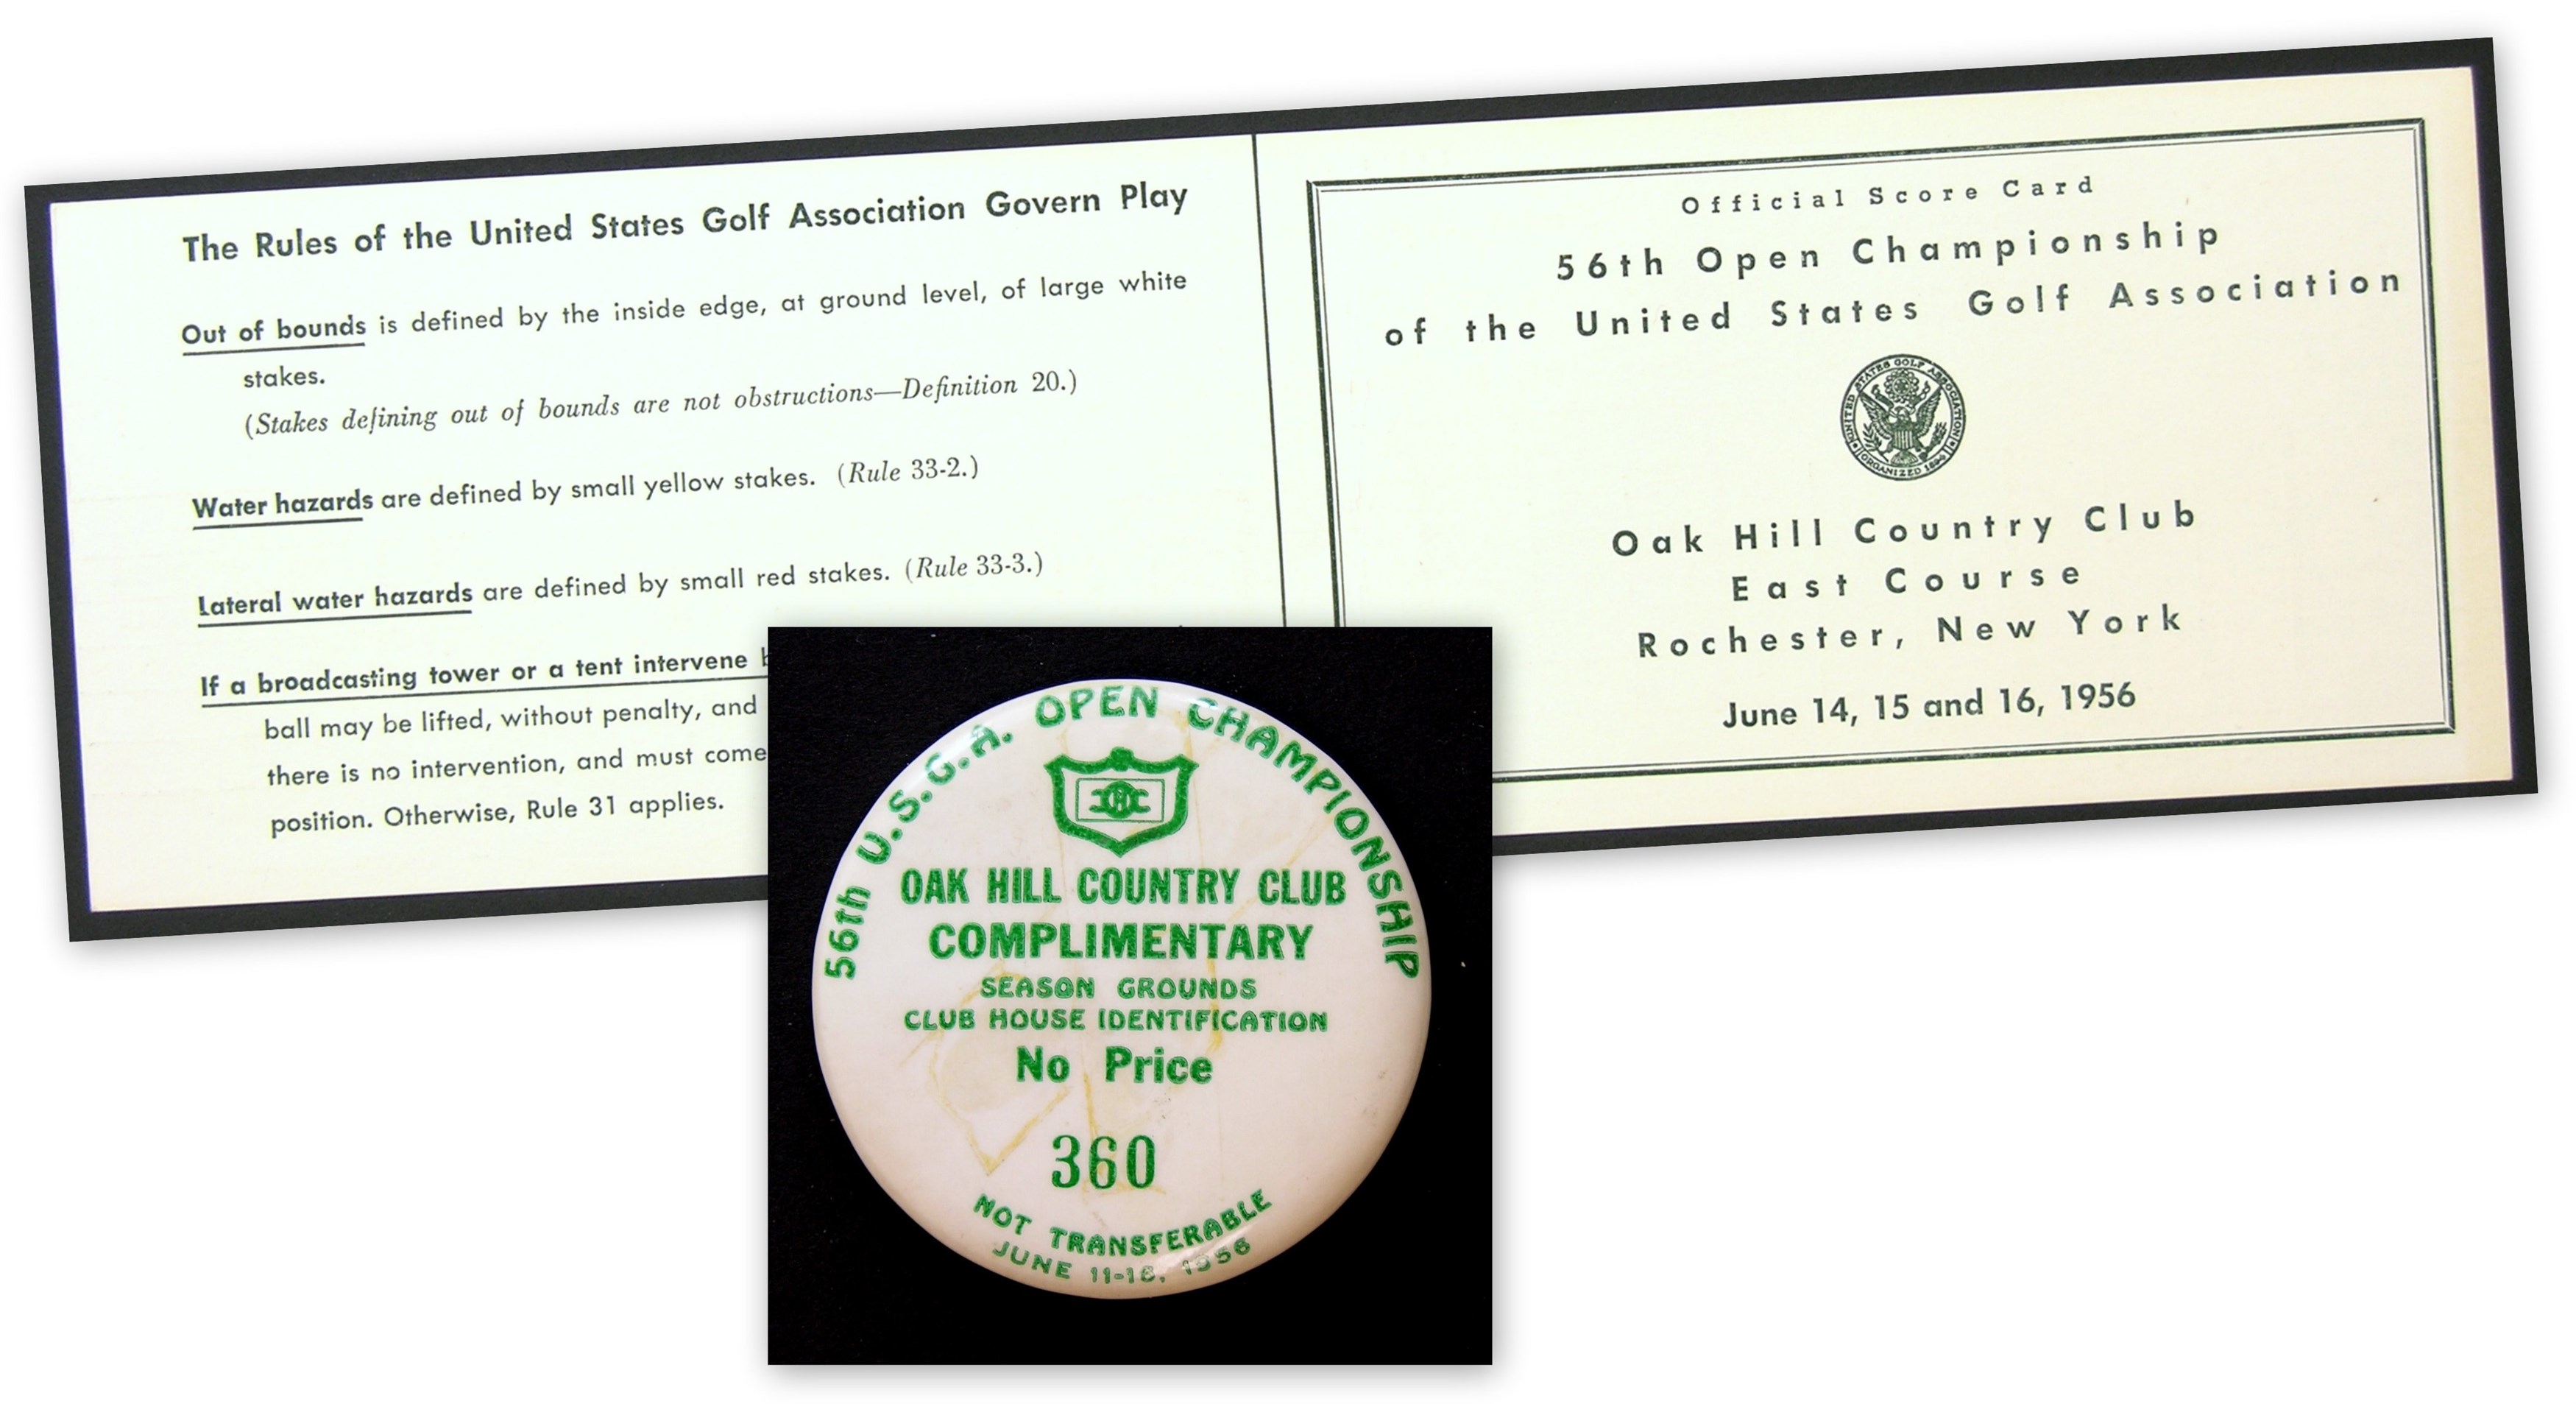 The Rules of the United States Golf Association Govern Play
Out of bounds is defined by the inside edge, at ground level, of large white
stakes.
(Stakes defining out of bounds are not obstructions—Definition 20.)
Water hazards are defined by small yellow stakes. (Rule 33-2.)
Lateral water hazards are defined by small red stakes. (Rule 33-3.)
If a broadcasting tower or a tent intervene
ball may be lifted, without penalty, and
there is no intervention, and must come
position. Otherwise, Rule 31 applies.
Official Score Card
56th Open Championship
of the United States Golf Association
UNITED STATES GOLF ASSOCIATION
ORGANIZED 1894
Oak Hill Country Club
East Course
Rochester, New York
June 14, 15 and 16, 1956
56th U.S.G.A. OPEN CHAMPIONSHIP
OAK HILL COUNTRY CLUB
COMPLIMENTARY
SEASON GROUNDS
CLUB HOUSE IDENTIFICATION
No Price
360
NOT TRANSFERABLE
JUNE 11-16, 1956